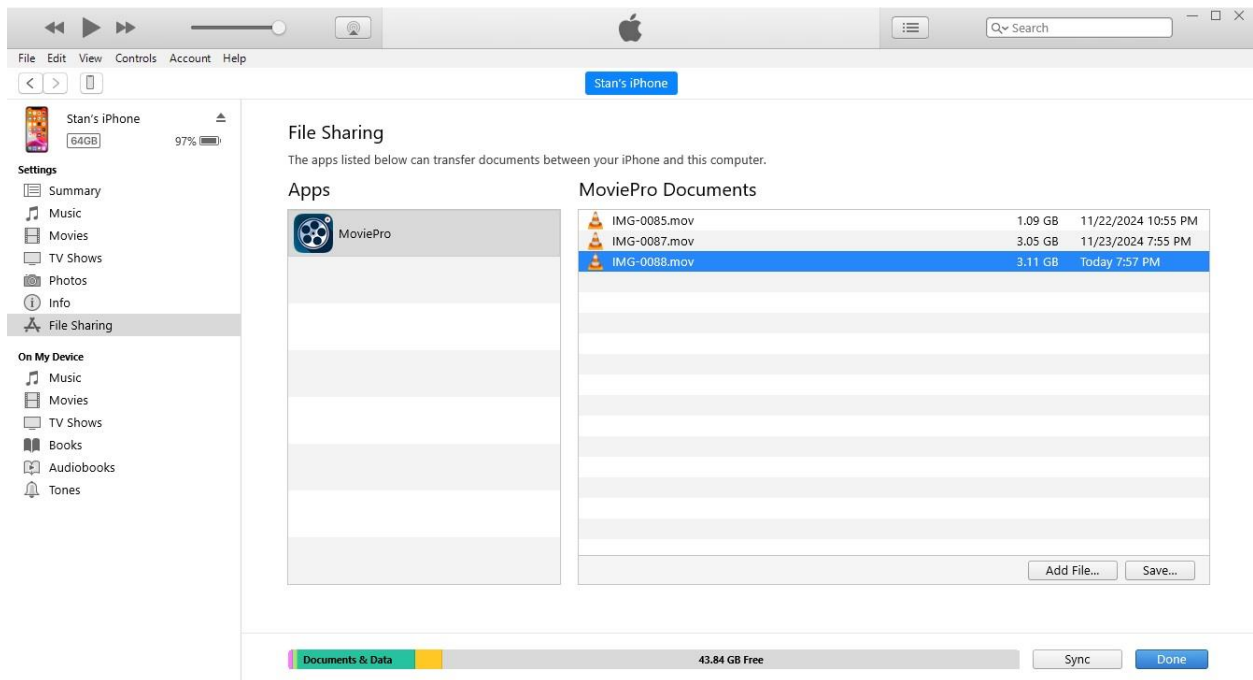 Search
File Edit View Controls Account Help
Stan's iPhone
Stan's iPhone
64GB 97%
Settings
Summary
Music
Movies
TV Shows
Photos
Info
File Sharing
On My Device
Music
Movies
TV Shows
Books
Audiobooks
Tones
File Sharing
The apps listed below can transfer documents between your iPhone and this computer.
Apps
MoviePro
MoviePro Documents
IMG-0085.mov 1.09 GB 11/22/2024 10:55 PM
IMG-0087.mov 3.05 GB 11/23/2024 7:55 PM
IMG-0088.mov 3.11 GB Today 7:57 PM
Add File... Save...
Documents & Data 43.84 GB Free Sync Done